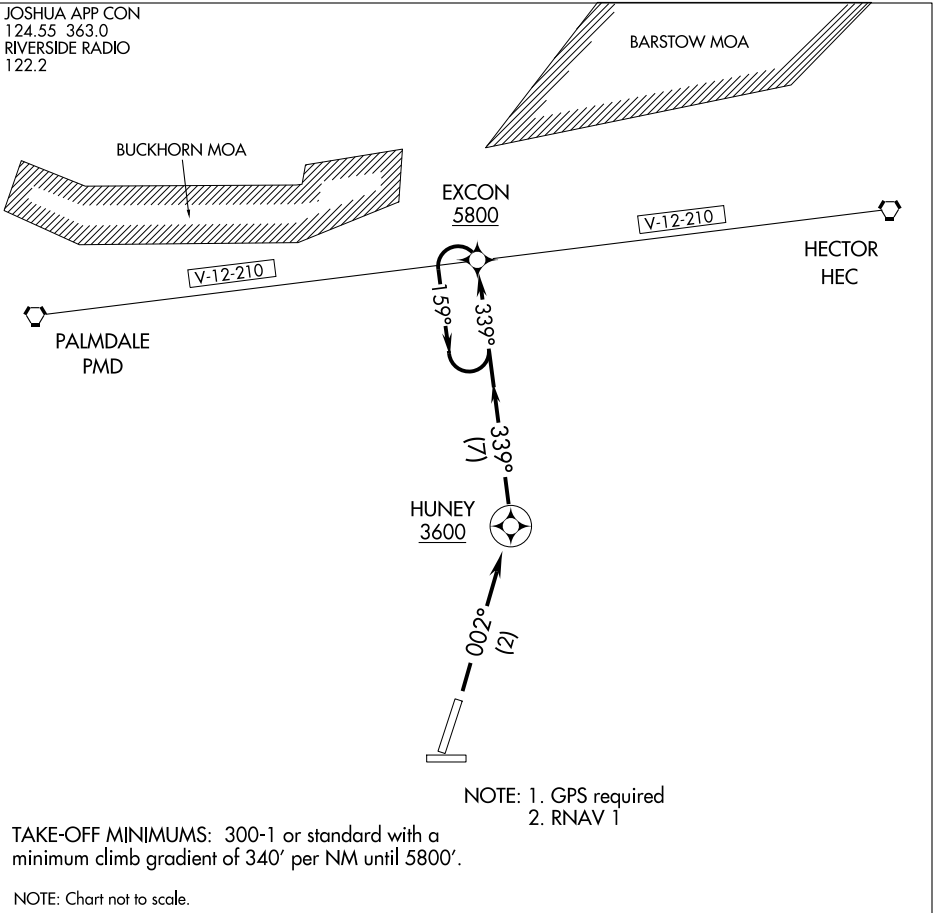 JOSHUA APP CON
124.55 363.0
RIVERSIDE RADIO
122.2
BARSTOW MOA
BUCKHORN MOA
EXCON
5800
V-12-210
HECTOR
HEC
V-12-210
PALMDALE
PMD
159°
339°
339°
(7)
HUNEY
3600
002°
(2)
NOTE: 1. GPS required
2. RNAV 1
TAKE-OFF MINIMUMS: 300-1 or standard with a
minimum climb gradient of 340' per NM until 5800'.
NOTE: Chart not to scale.